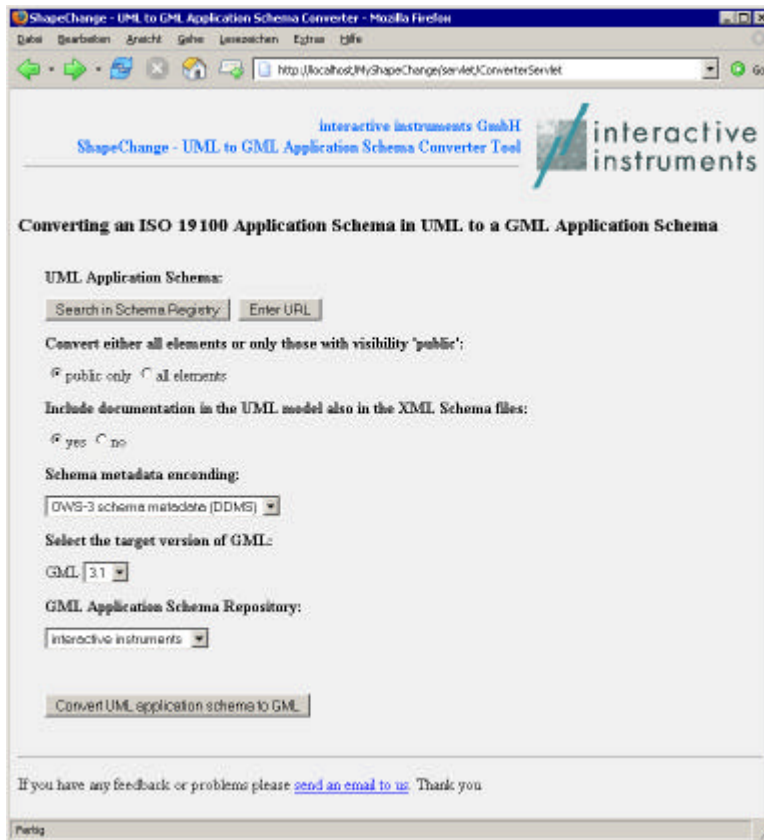 ShapeChange - UML to GML Application Schema Converter - Mozilla Firefox
Datei Bearbeiten Ansicht Gehe Lesezeichen Extras Hilfe
http://localhost/MyShapeChange/servlet/ConverterServlet Go
interactive instruments GmbH
ShapeChange - UML to GML Application Schema Converter Tool
interactive
instruments
Converting an ISO 19100 Application Schema in UML to a GML Application Schema
UML Application Schema:
Search in Schema Registry Enter URL
Convert either all elements or only those with visibility 'public':
public only all elements
Include documentation in the UML model also in the XML Schema files:
yes no
Schema metadata enconding:
OWS-3 schema metadata (DDMS)
Select the target version of GML:
GML 3.1
GML Application Schema Repository:
interactive instruments
Convert UML application schema to GML
If you have any feedback or problems please send an email to us. Thank you
Fertig